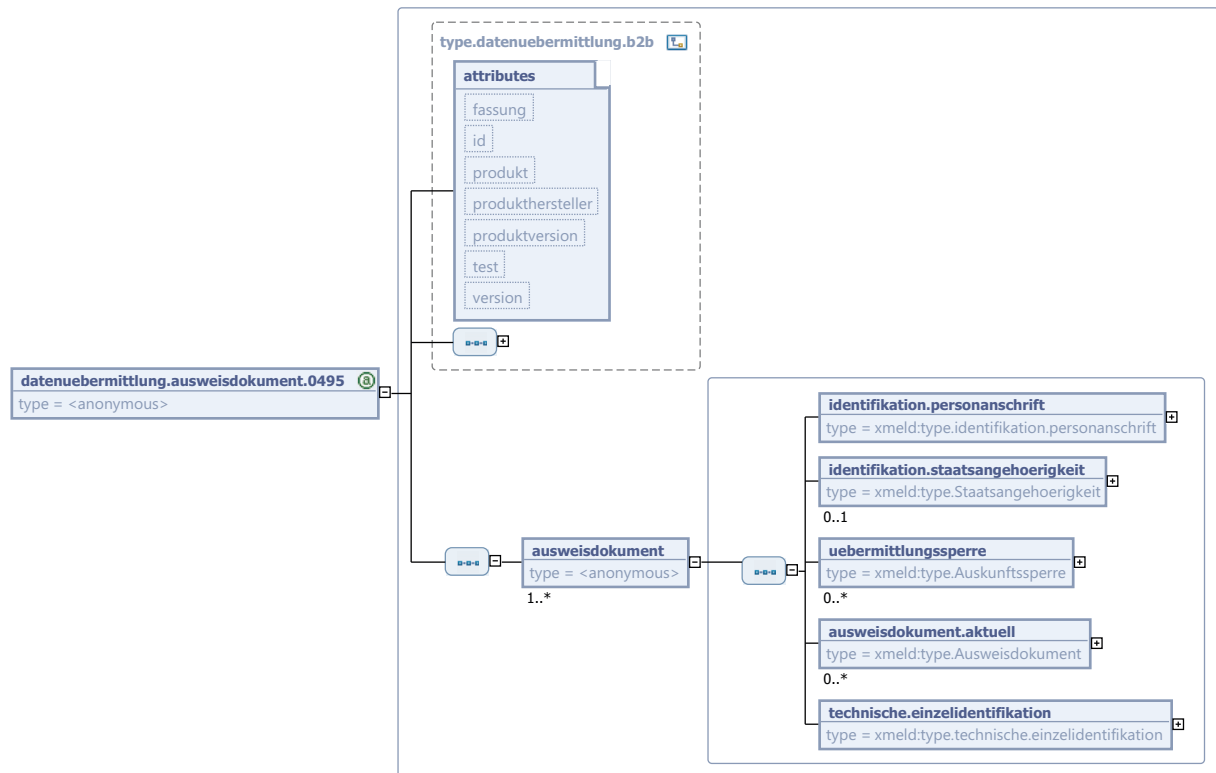 type.datenuebermittlung.b2b
attributes
fassung
id
produkt
produkthersteller
produktversion
test
version
datenuebermittlung.ausweisdokument.0495
type = <anonymous>
ausweisdokument
type = <anonymous>
1..*
identifikation.personanschrift
type = xmeld:type.identifikation.personanschrift
identifikation.staatsangehoerigkeit
type = xmeld:type.Staatsangehoerigkeit
0..1
uebermittlungssperre
type = xmeld:type.Auskunftssperre
0..*
ausweisdokument.aktuell
type = xmeld:type.Ausweisdokument
0..*
technische.einzelidentifikation
type = xmeld:type.technische.einzelidentifikation